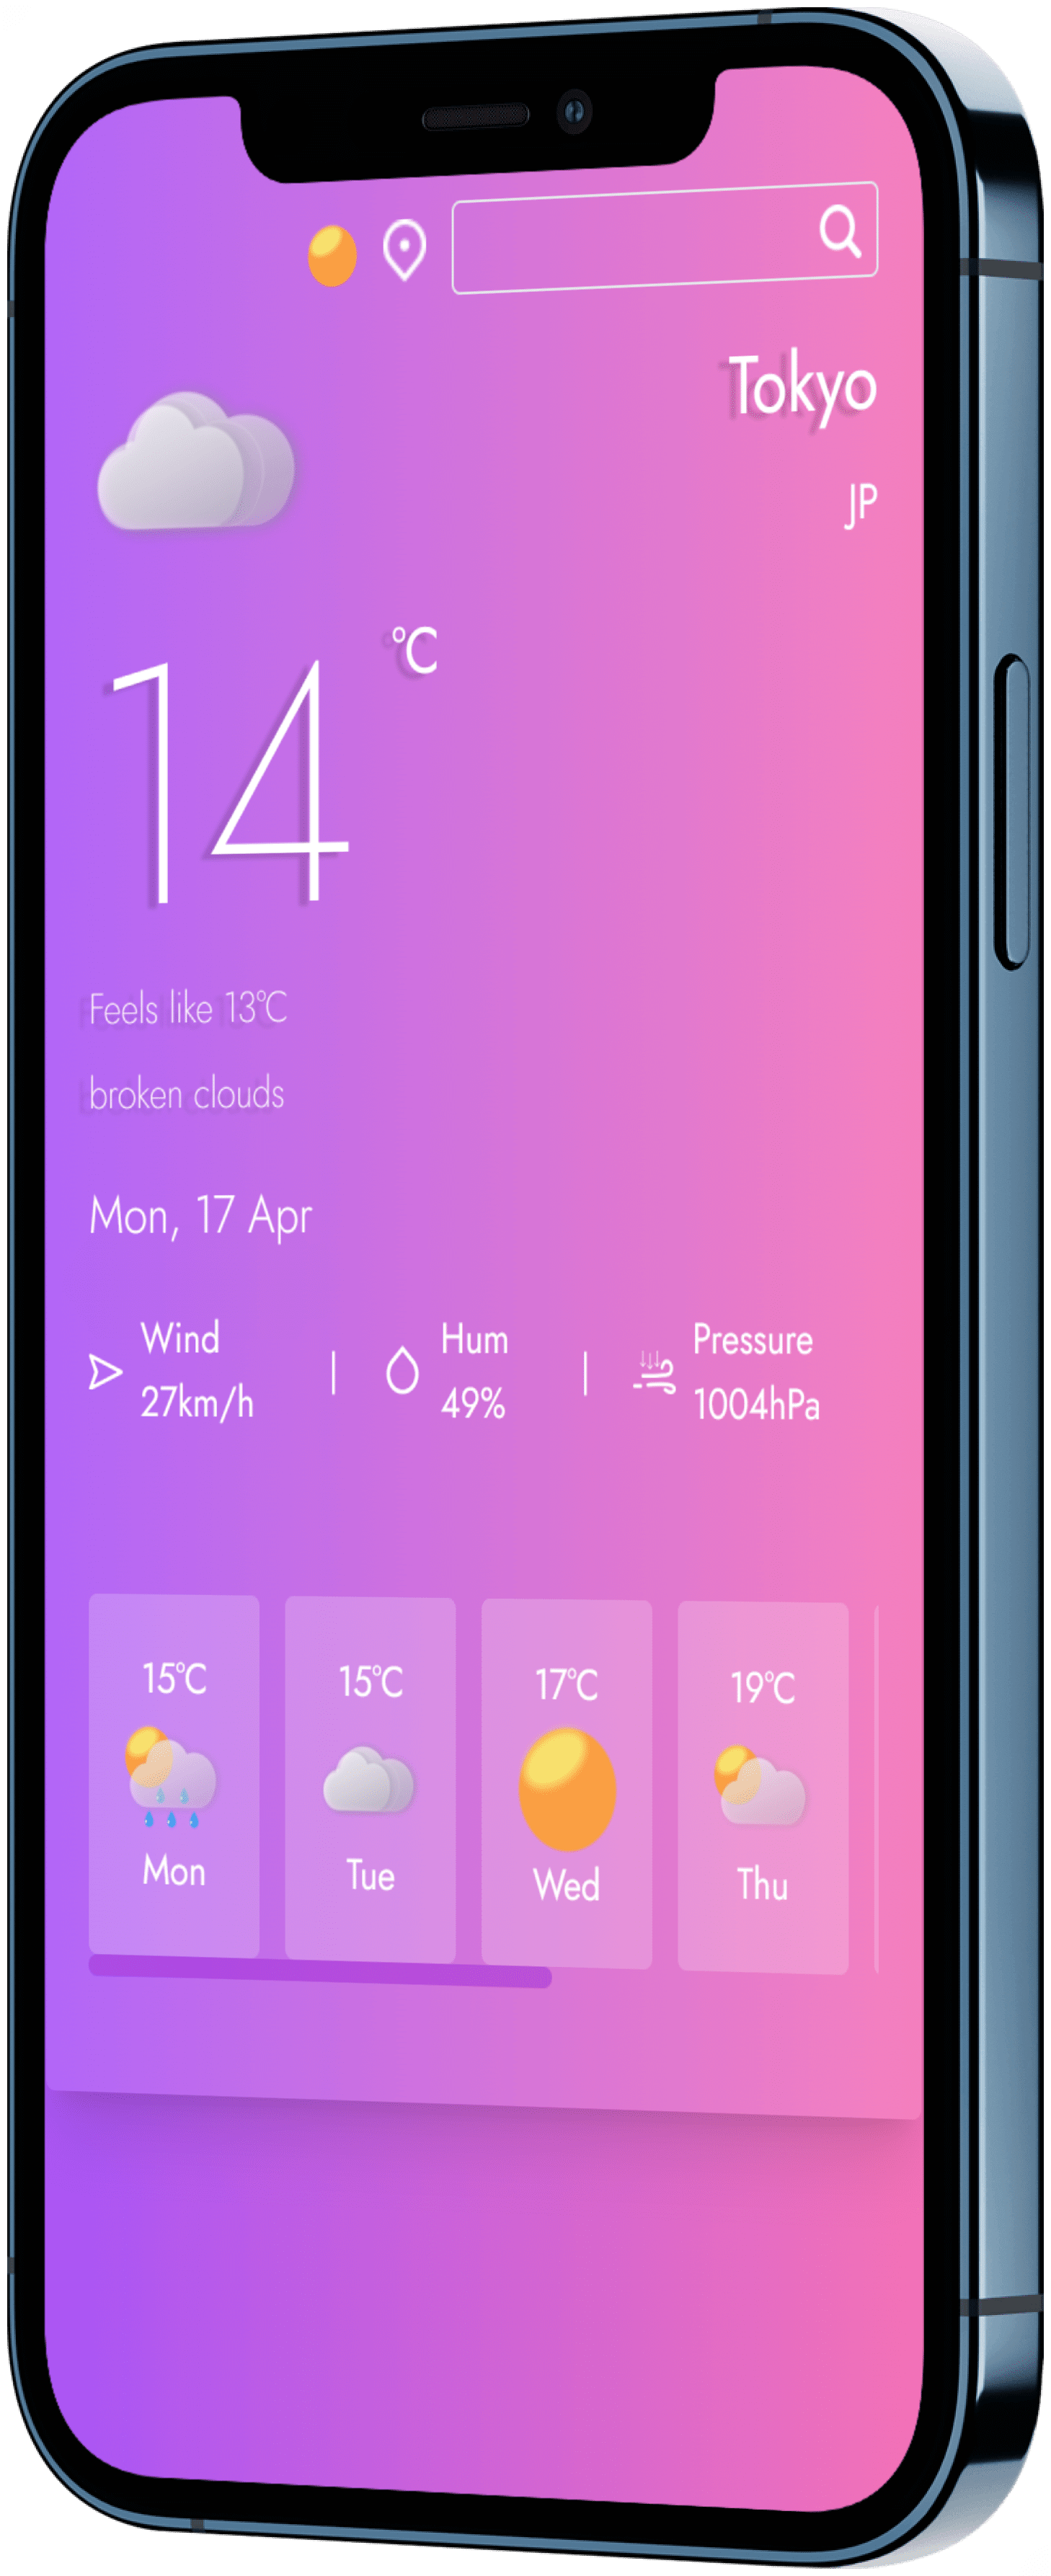 Tokyo
JP
14 °C
Feels like 13°C
broken clouds
Mon, 17 Apr
Wind
27km/h
Hum
49%
Pressure
1004hPa
15°C
Mon
15°C
Tue
17°C
Wed
19°C
Thu